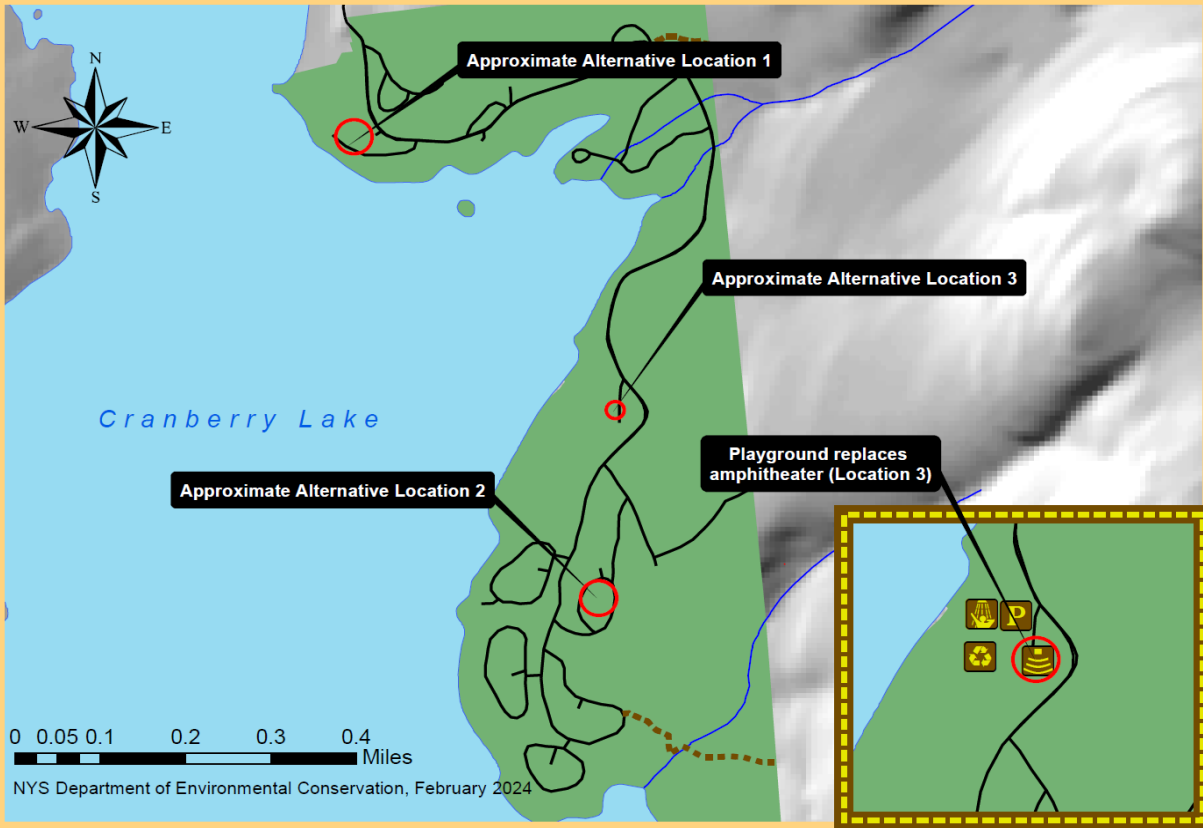 Approximate Alternative Location 1
N
W
E
S
Approximate Alternative Location 3
Cranberry Lake
Playground replaces
amphitheater (Location 3)
Approximate Alternative Location 2
P
0 0.05 0.1 0.2 0.3 0.4
Miles
NYS Department of Environmental Conservation, February 2024